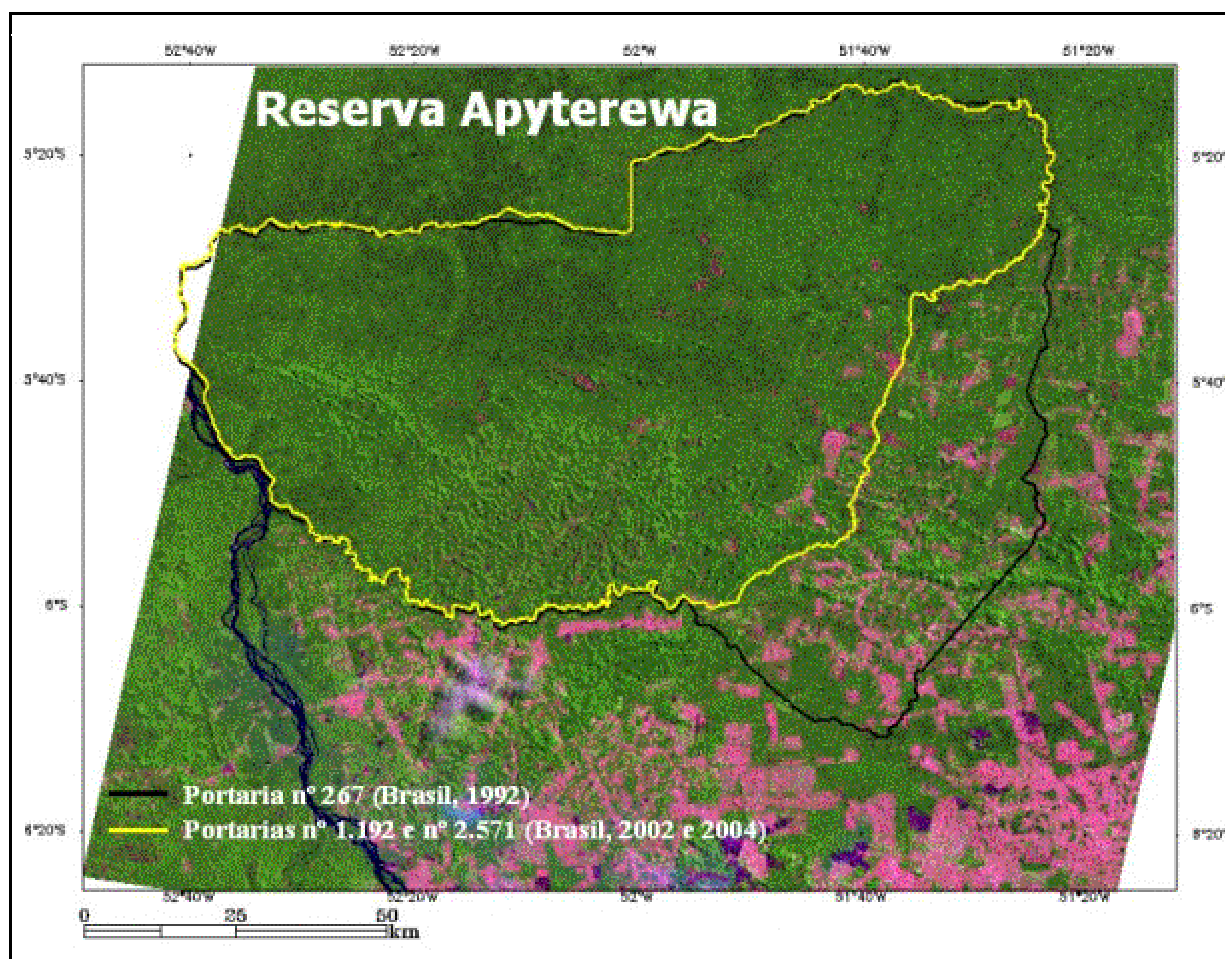 52°40'W 52°20'W 52°W 51°40'W 51°20'W
Reserva Apyterewa
5°20'S 5°20'
5°40'S 5°40'S
6°S 6°S
Portaria nº 267 (Brasil, 1992)
Portarias nº 1.192 e nº 2.571 (Brasil, 2002 e 2004)
6°20'S 6°20'S
52°40'W 52°20'W 52°W 51°40'W 51°20'W
0 25 50
km